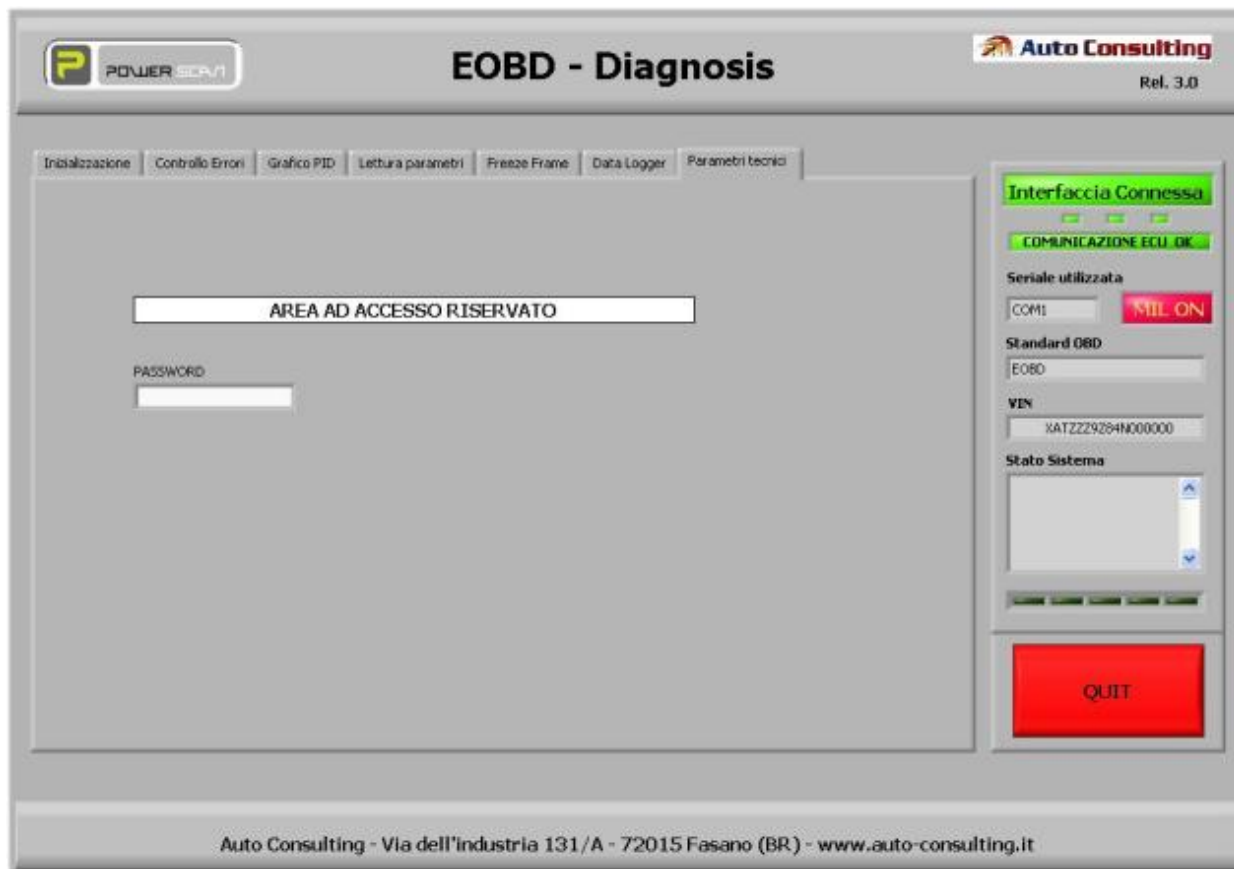 POWER SCAN
EOBD - Diagnosis
Auto Consulting
Rel. 3.0
Inizializzazione
Controllo Errori
Grafico PID
Lettura parametri
Freeze Frame
Data Logger
Parametri tecnici
AREA AD ACCESSO RISERVATO
PASSWORD
Interfaccia Connessa
COMUNICAZIONE ECU OK
Seriale utilizzata
COM1
MIL ON
Standard OBD
EOBD
VIN
XATZZZ9Z84N000000
Stato Sistema
QUIT
Auto Consulting - Via dell'industria 131/A - 72015 Fasano (BR) - www.auto-consulting.it